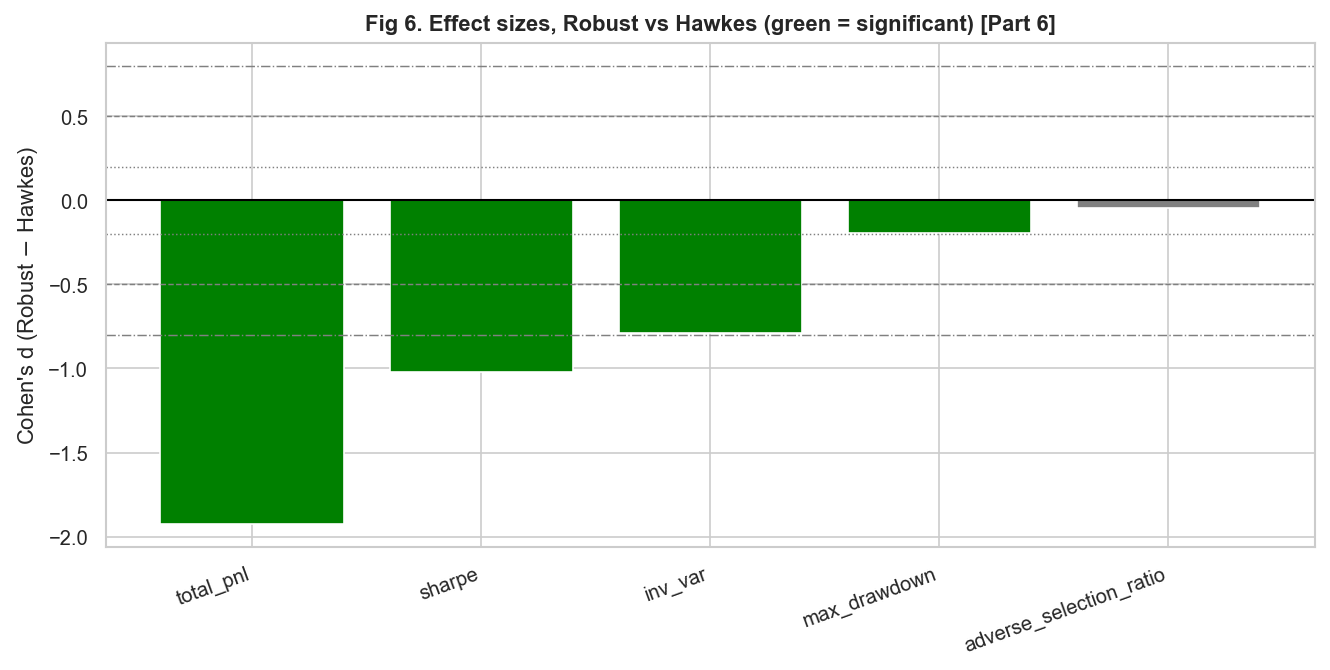 Fig 6. Effect sizes, Robust vs Hawkes (green = significant) [Part 6]
Cohen's d (Robust − Hawkes)
0.5
0.0
−0.5
−1.0
−1.5
−2.0
total_pnl
sharpe
inv_var
max_drawdown
adverse_selection_ratio